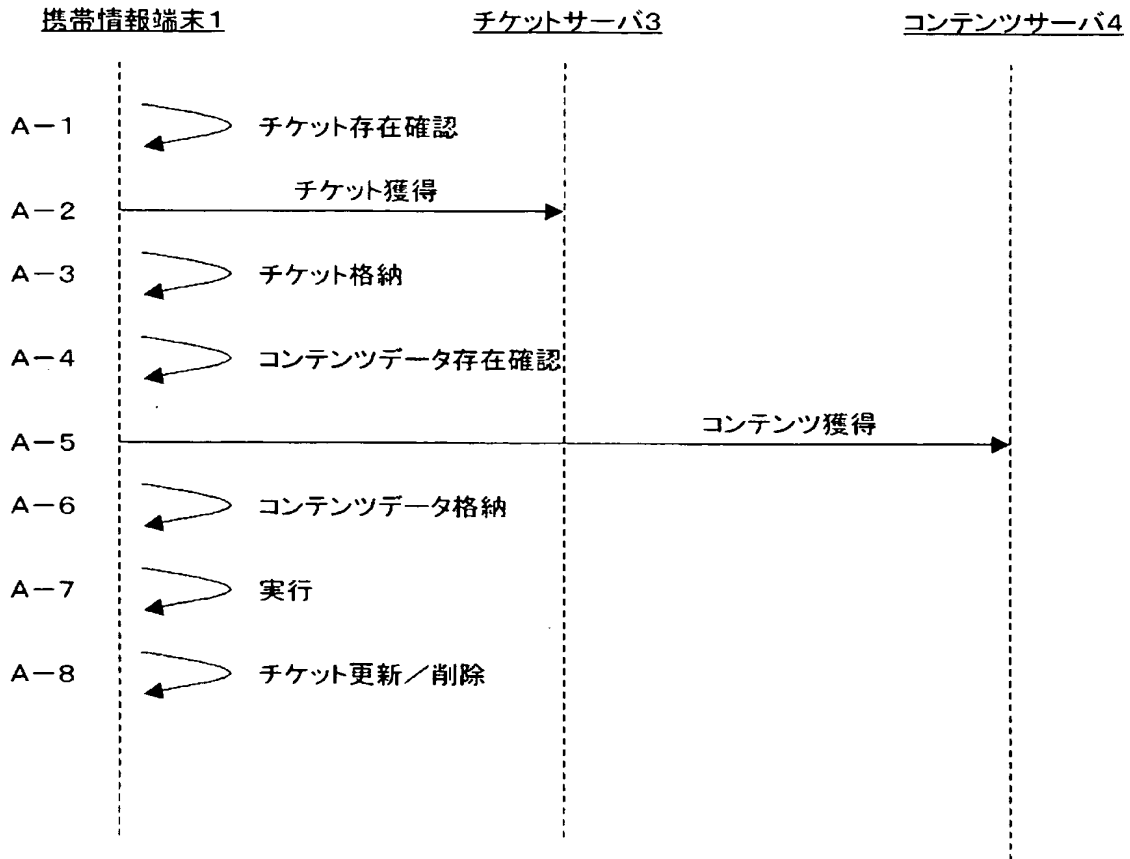 携帯情報端末1 チケットサーバ3 コンテンツサーバ4
A－1 チケット存在確認
チケット獲得
A－2
A－3 チケット格納
A－4 コンテンツデータ存在確認
コンテンツ獲得
A－5
A－6 コンテンツデータ格納
A－7 実行
A－8 チケット更新／削除